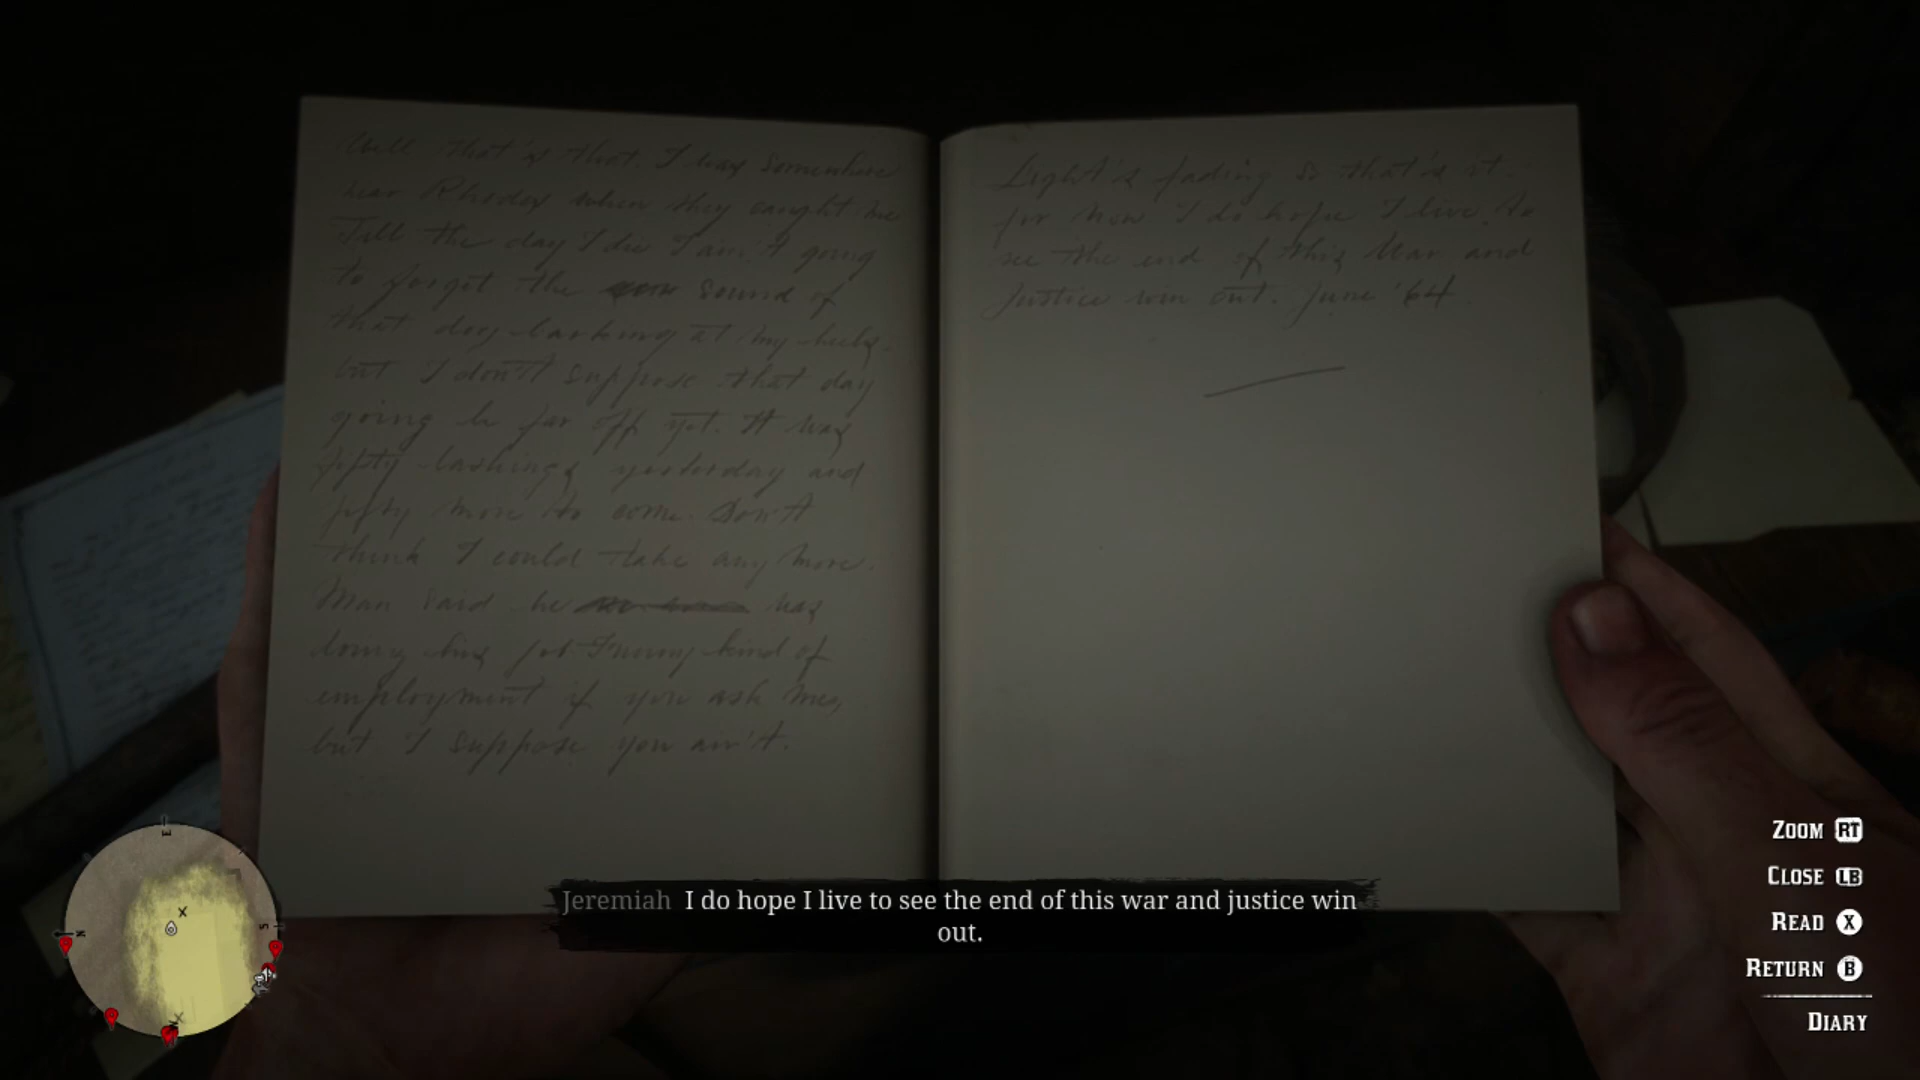 Well that is that. I was somewhere
near Rhodes when they caught me
Till the day I die I ain't going
to forget the sound of
that dog barking at my heels.
but I don't suppose that day
going be far off yet. It was
fifty lashings yesterday and
fifty more to come. Don't
think I could take any more.
Man said he was
doing his job Funny kind of
employment if you ask me,
but I suppose you ain't.
Light is fading so that is it.
for now I do hope I live to
see the end of this War and
Justice win out. June '64
Jeremiah I do hope I live to see the end of this war and justice win
out.
E
N
S
ZOOM RT
CLOSE LB
READ X
RETURN B
DIARY